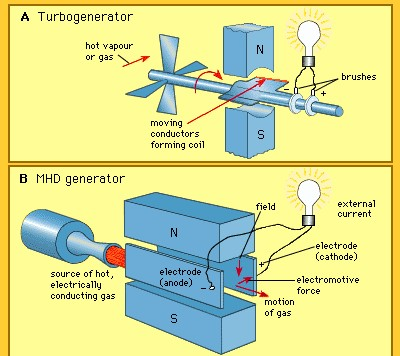 A Turbogenerator
hot vapour
or gas
N
brushes
− +
moving
conductors
forming coil
S
B MHD generator
field
external
current
N
electrode
(cathode)
+
source of hot,
electrically
conducting gas
electrode
(anode)
−
electromotive
force
motion
of gas
S